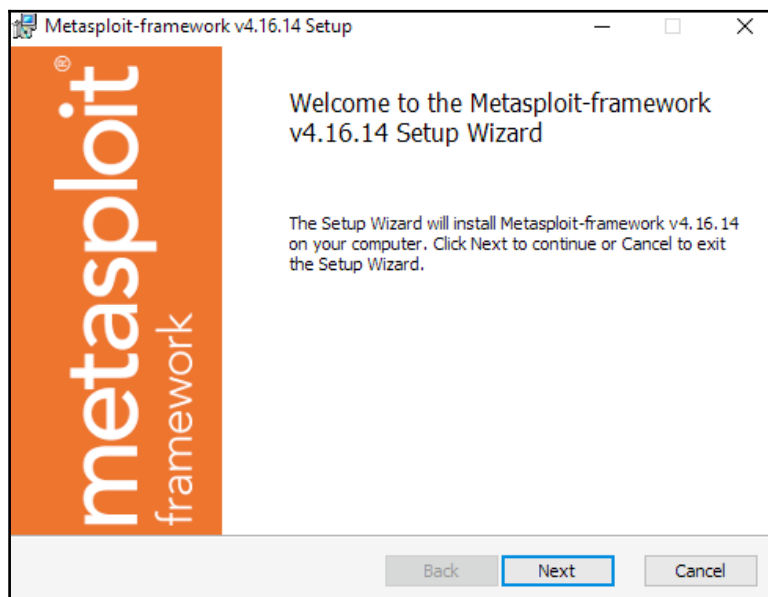 Metasploit-framework v4.16.14 Setup
metasploit®
framework
Welcome to the Metasploit-framework
v4.16.14 Setup Wizard
The Setup Wizard will install Metasploit-framework v4.16.14
on your computer. Click Next to continue or Cancel to exit
the Setup Wizard.
Back
Next
Cancel